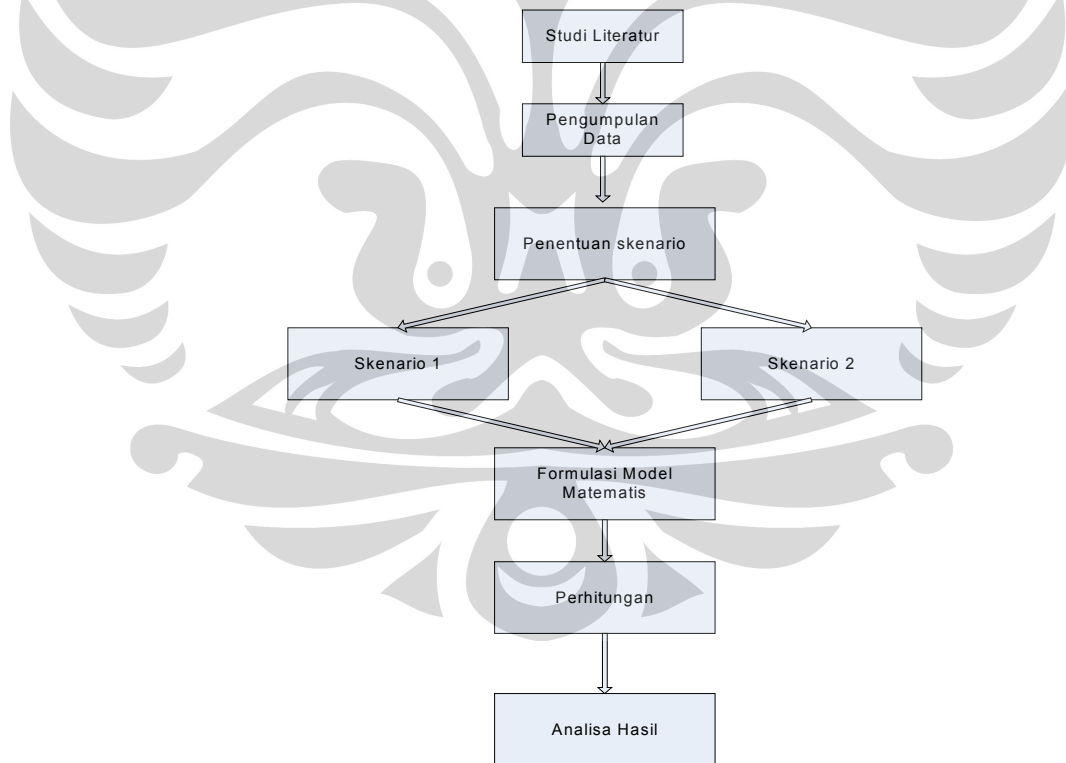 Studi Literatur
Pengumpulan
Data
Penentuan skenario
Skenario 1
Skenario 2
Formulasi Model
Matematis
Perhitungan
Analisa Hasil